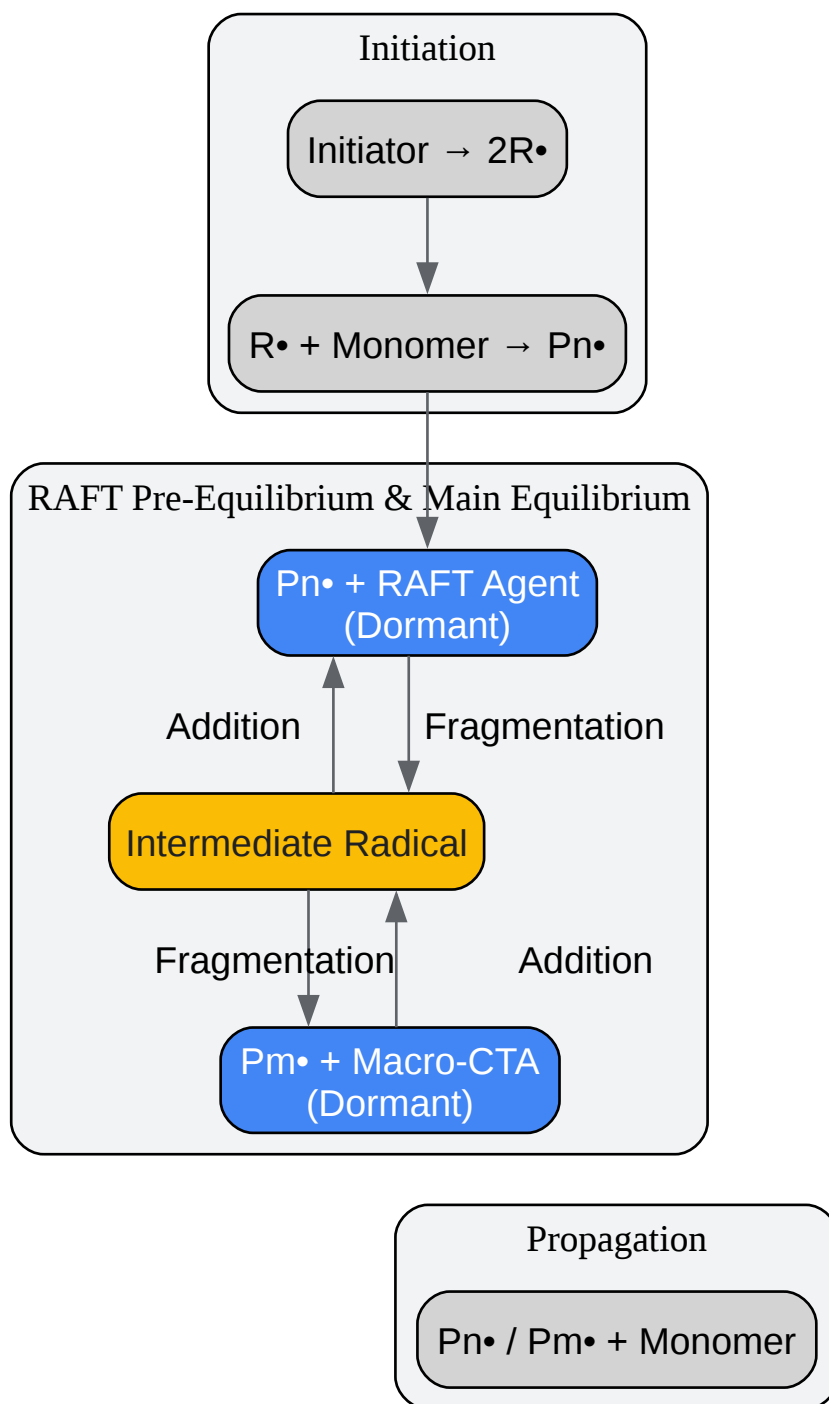 Initiation
Initiator → 2R•
R• + Monomer → Pn•
RAFT Pre-Equilibrium & Main Equilibrium
Pn• + RAFT Agent
(Dormant)
Addition
Fragmentation
Intermediate Radical
Fragmentation
Addition
Pm• + Macro-CTA
(Dormant)
Propagation
Pn• / Pm• + Monomer